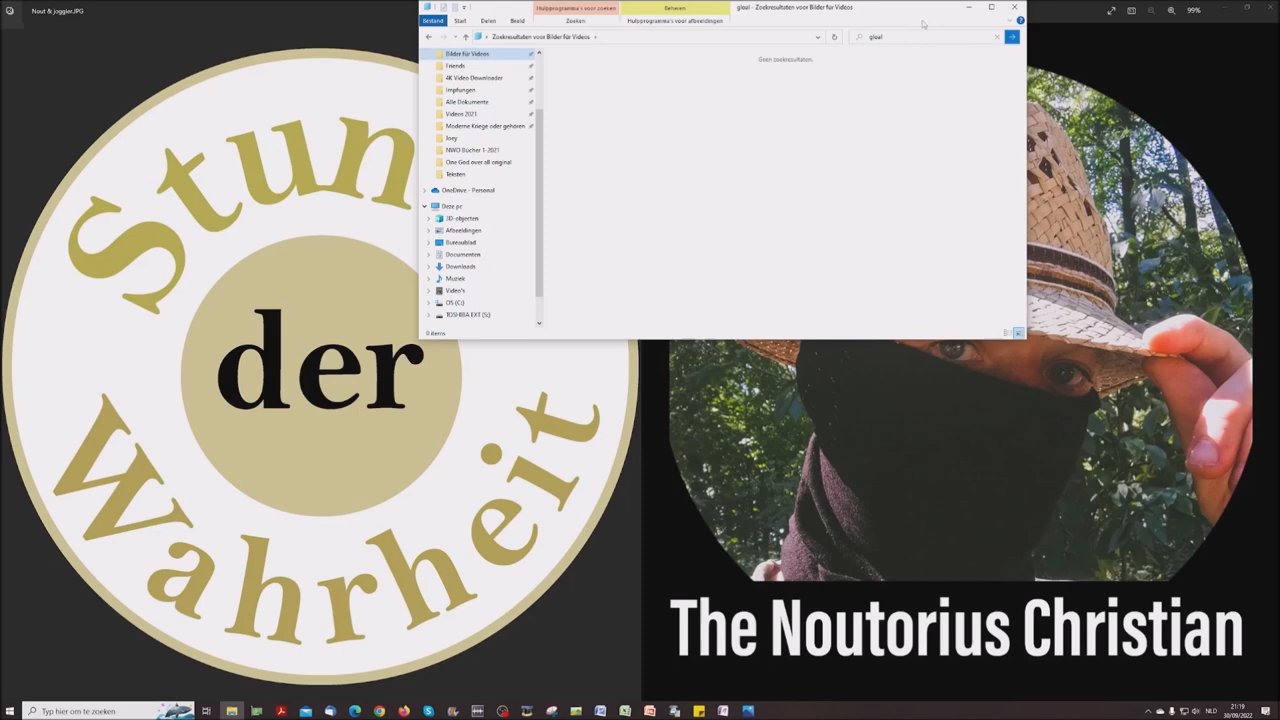 Nout & joggler.JPG
99%
Hulpprogramma's voor zoeken
Beheren
gloal - Zoekresultaten voor Bilder für Videos
Bestand
Start
Delen
Beeld
Zoeken
Hulpprogramma's voor afbeeldingen
Zoekresultaten voor Bilder für Videos
gloal
Bilder für Videos
Friends
4K Video Downloader
Impfungen
Alle Dokumente
Videos 2021
Moderne Kriege oder gehören
Joey
NWO Bücher 1-2021
One God over all original
Teksten
OneDrive - Personal
Deze pc
3D-objecten
Afbeeldingen
Bureaublad
Documenten
Downloads
Muziek
Video's
OS (C:)
TOSHIBA EXT (S:)
Geen zoekresultaten.
0 items
Stun
der
Wahrheit
The Noutorius Christian
Typ hier om te zoeken
NLD
21:19
30/09/2022